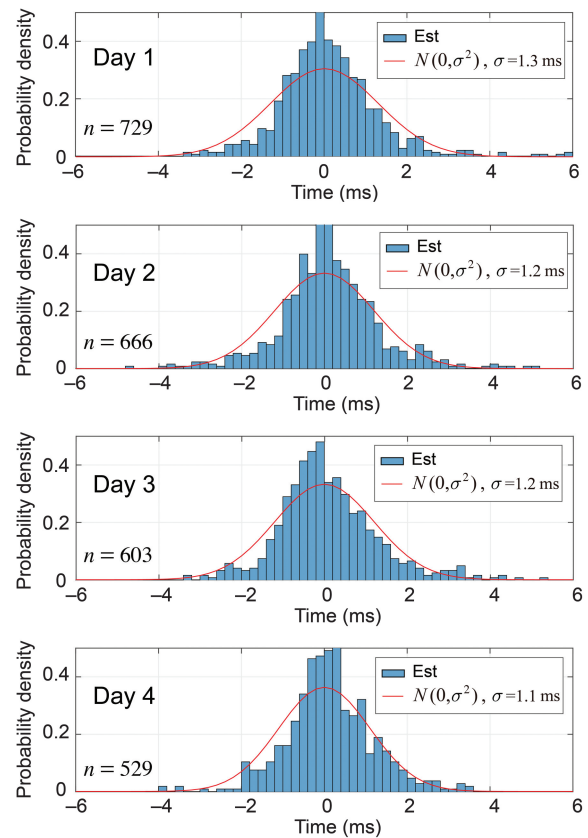 Probability density
0.4
0.2
0
Day 1
n = 729
Est
N(0,σ²) , σ=1.3 ms
−6 −4 −2 0 2 4 6
Time (ms)
Probability density
0.4
0.2
0
Day 2
n = 666
Est
N(0,σ²) , σ=1.2 ms
−6 −4 −2 0 2 4 6
Time (ms)
Probability density
0.4
0.2
0
Day 3
n = 603
Est
N(0,σ²) , σ=1.2 ms
−6 −4 −2 0 2 4 6
Time (ms)
Probability density
0.4
0.2
0
Day 4
n = 529
Est
N(0,σ²) , σ=1.1 ms
−6 −4 −2 0 2 4 6
Time (ms)